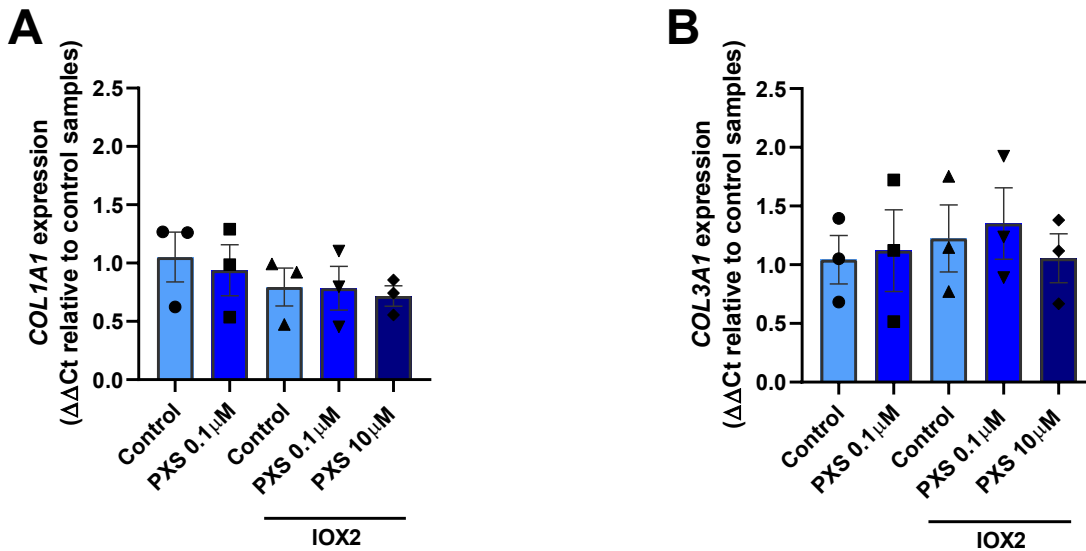 A
COL1A1 expression
(ΔΔCt relative to control samples)
2.5
2.0
1.5
1.0
0.5
0.0
Control
PXS 0.1μM
Control
PXS 0.1μM
PXS 10μM
IOX2
B
COL3A1 expression
(ΔΔCt relative to control samples)
2.5
2.0
1.5
1.0
0.5
0.0
Control
PXS 0.1μM
Control
PXS 0.1μM
PXS 10μM
IOX2